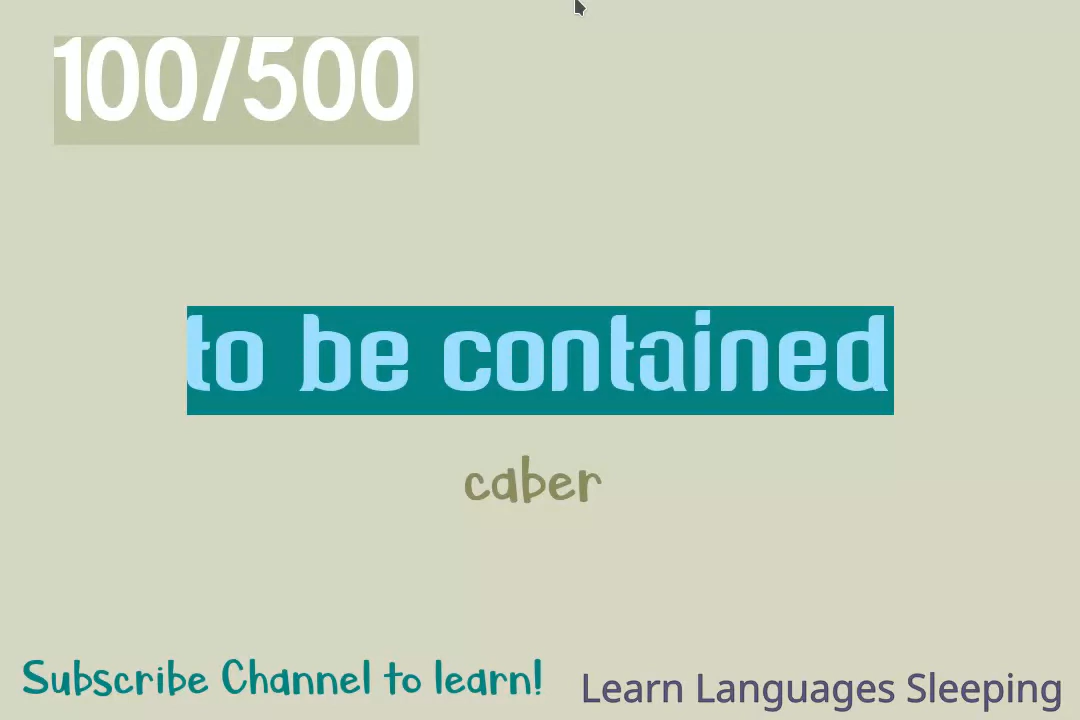 100/500
to be contained
caber
Subscribe Channel to learn!
Learn Languages Sleeping